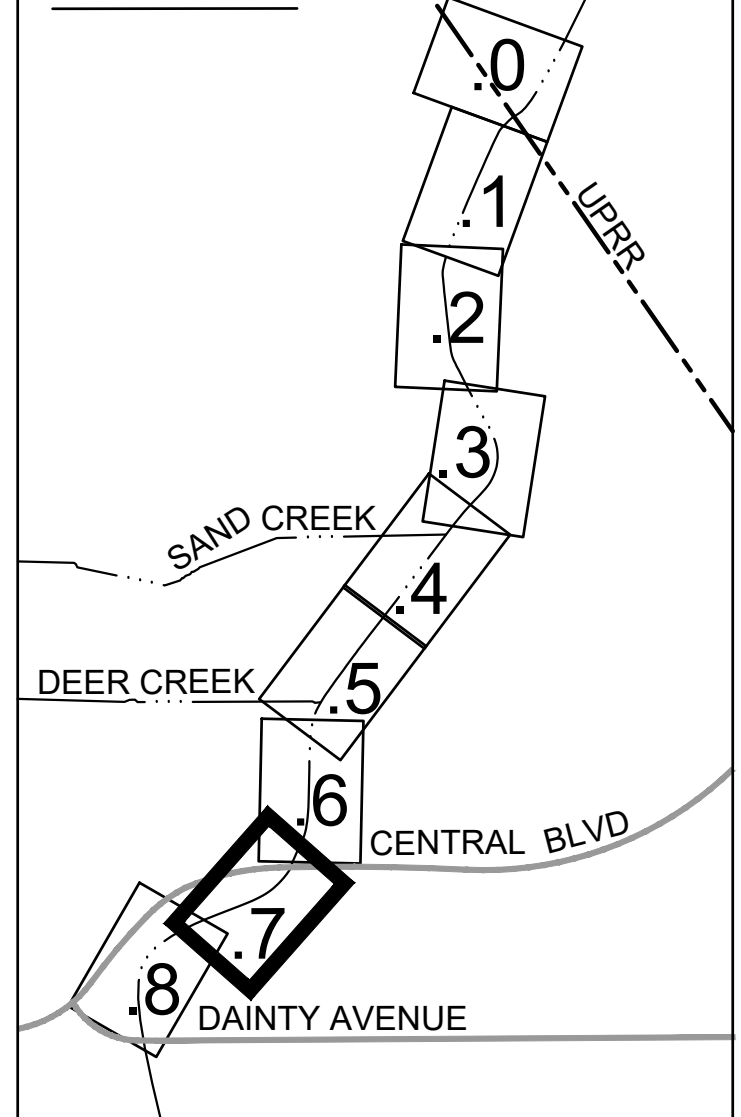 .0
.1
UPRR
.2
.3
SAND CREEK
.4
DEER CREEK
.5
.6
CENTRAL BLVD
.7
.8
DAINTY AVENUE